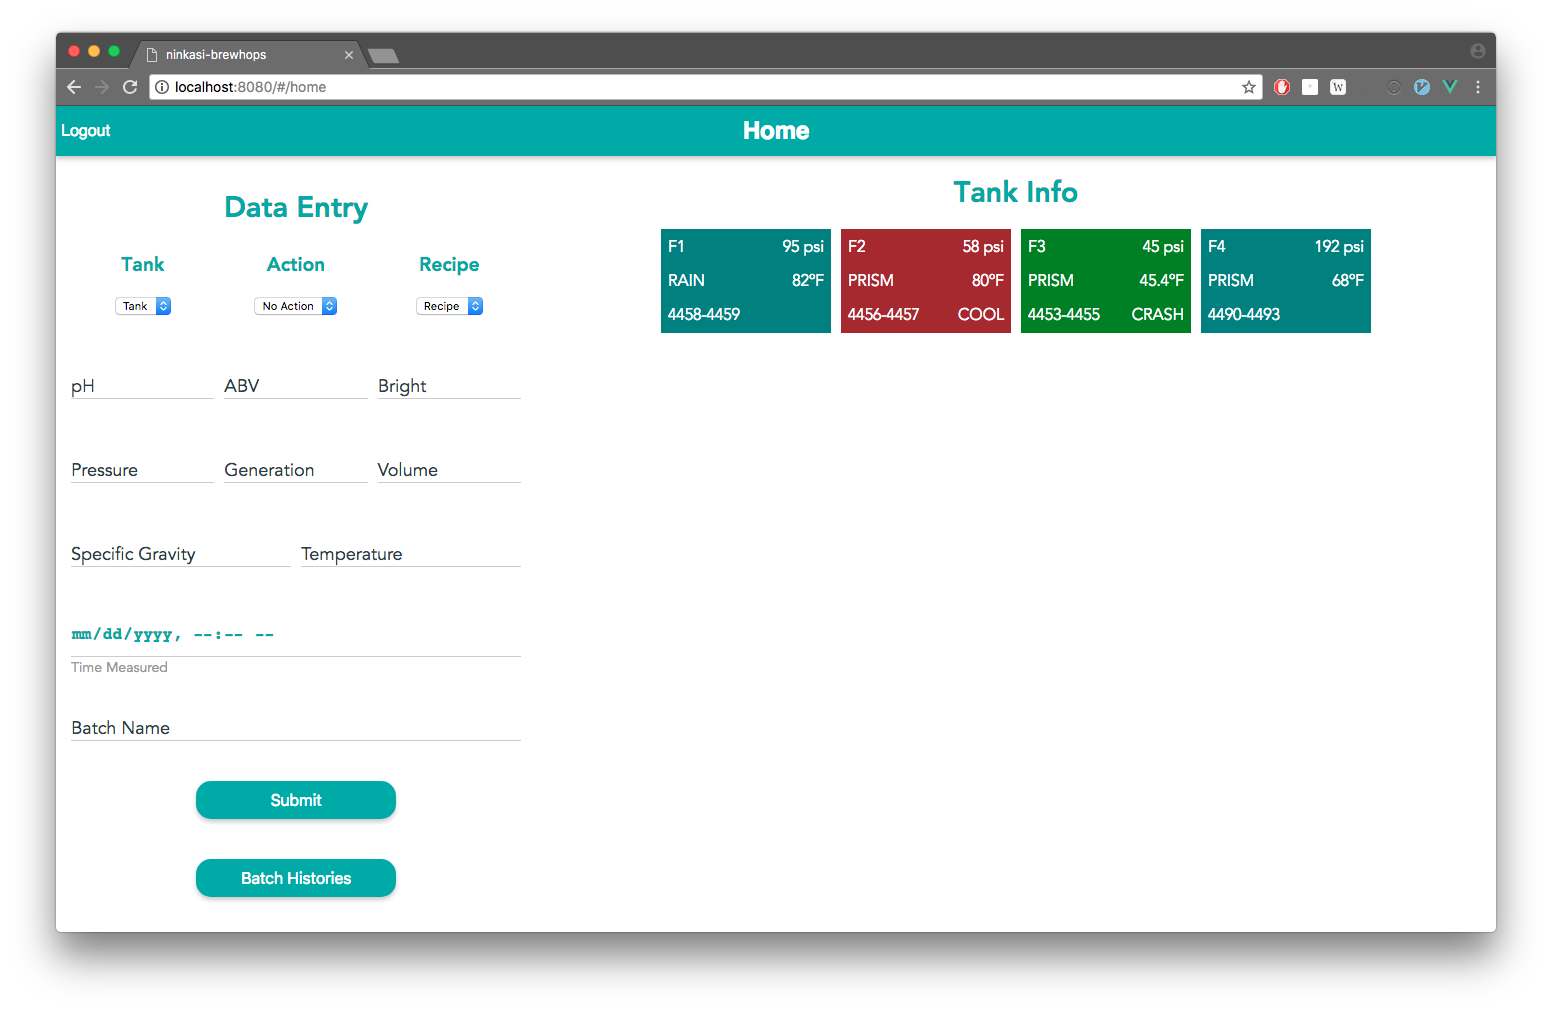 ninkasi-brewhops
localhost:8080/#/home
W
Logout
Home
Data Entry
Tank Action Recipe
Tank No Action Recipe
pH ABV Bright
Pressure Generation Volume
Specific Gravity Temperature
mm/dd/yyyy, --:-- --
Time Measured
Batch Name
Submit
Batch Histories
Tank Info
F1 95 psi
RAIN 82°F
4458-4459
F2 58 psi
PRISM 80°F
4456-4457 COOL
F3 45 psi
PRISM 45.4°F
4453-4455 CRASH
F4 192 psi
PRISM 68°F
4490-4493